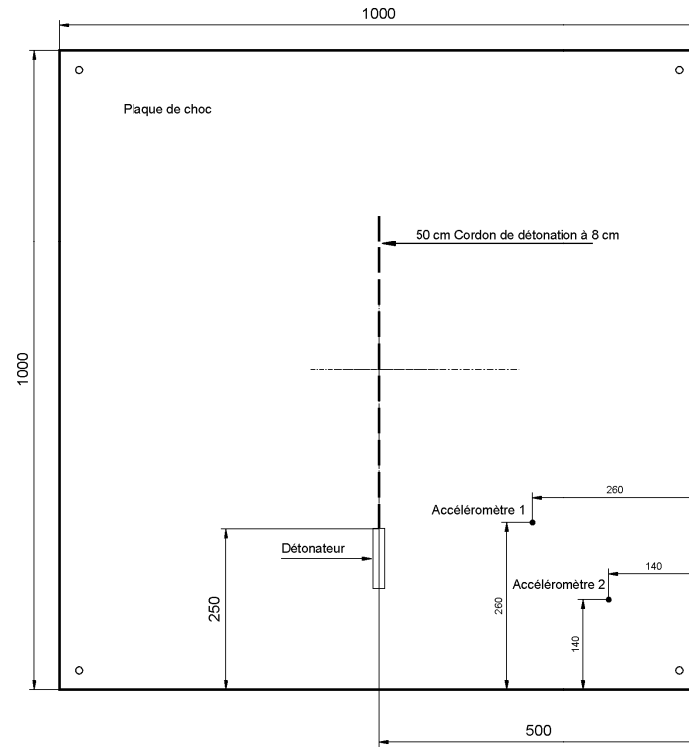 1000
Plaque de choc
50 cm Cordon de détonation à 8 cm
1000
260
Accéléromètre 1
Détonateur
140
Accéléromètre 2
250
260
140
500